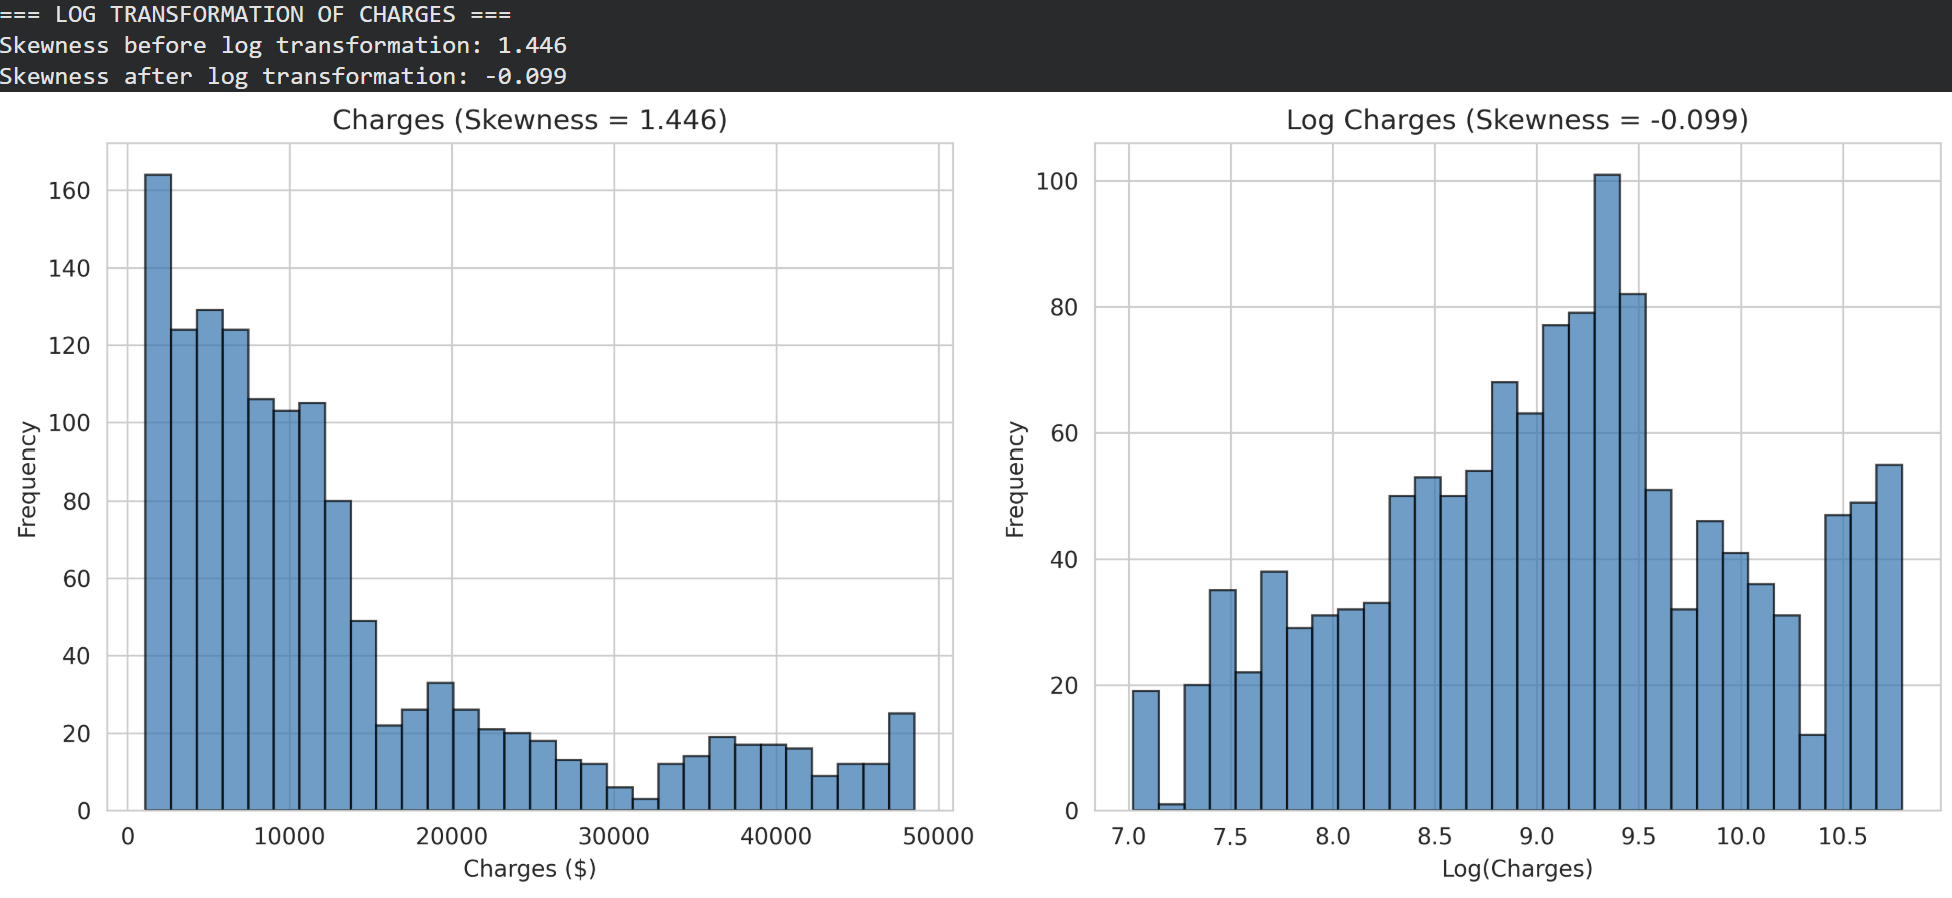 === LOG TRANSFORMATION OF CHARGES ===
Skewness before log transformation: 1.446
Skewness after log transformation: -0.099
Charges (Skewness = 1.446)
160
140
120
100
80
60
40
20
0
Frequency
0 10000 20000 30000 40000 50000
Charges ($)
Log Charges (Skewness = -0.099)
100
80
60
40
20
0
Frequency
7.0 7.5 8.0 8.5 9.0 9.5 10.0 10.5
Log(Charges)